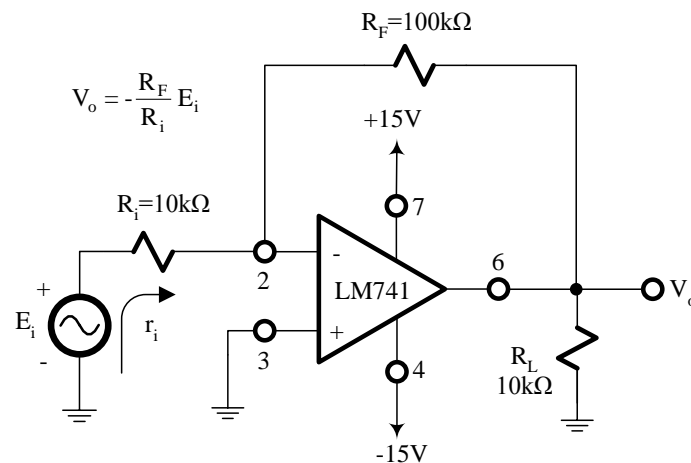 R_F=100kΩ
V_o = -R_F/R_i E_i
+15V
R_i=10kΩ
7
6
2
-
LM741
V_o
+
E_i
-
r_i
3
+
4
R_L
10kΩ
-15V